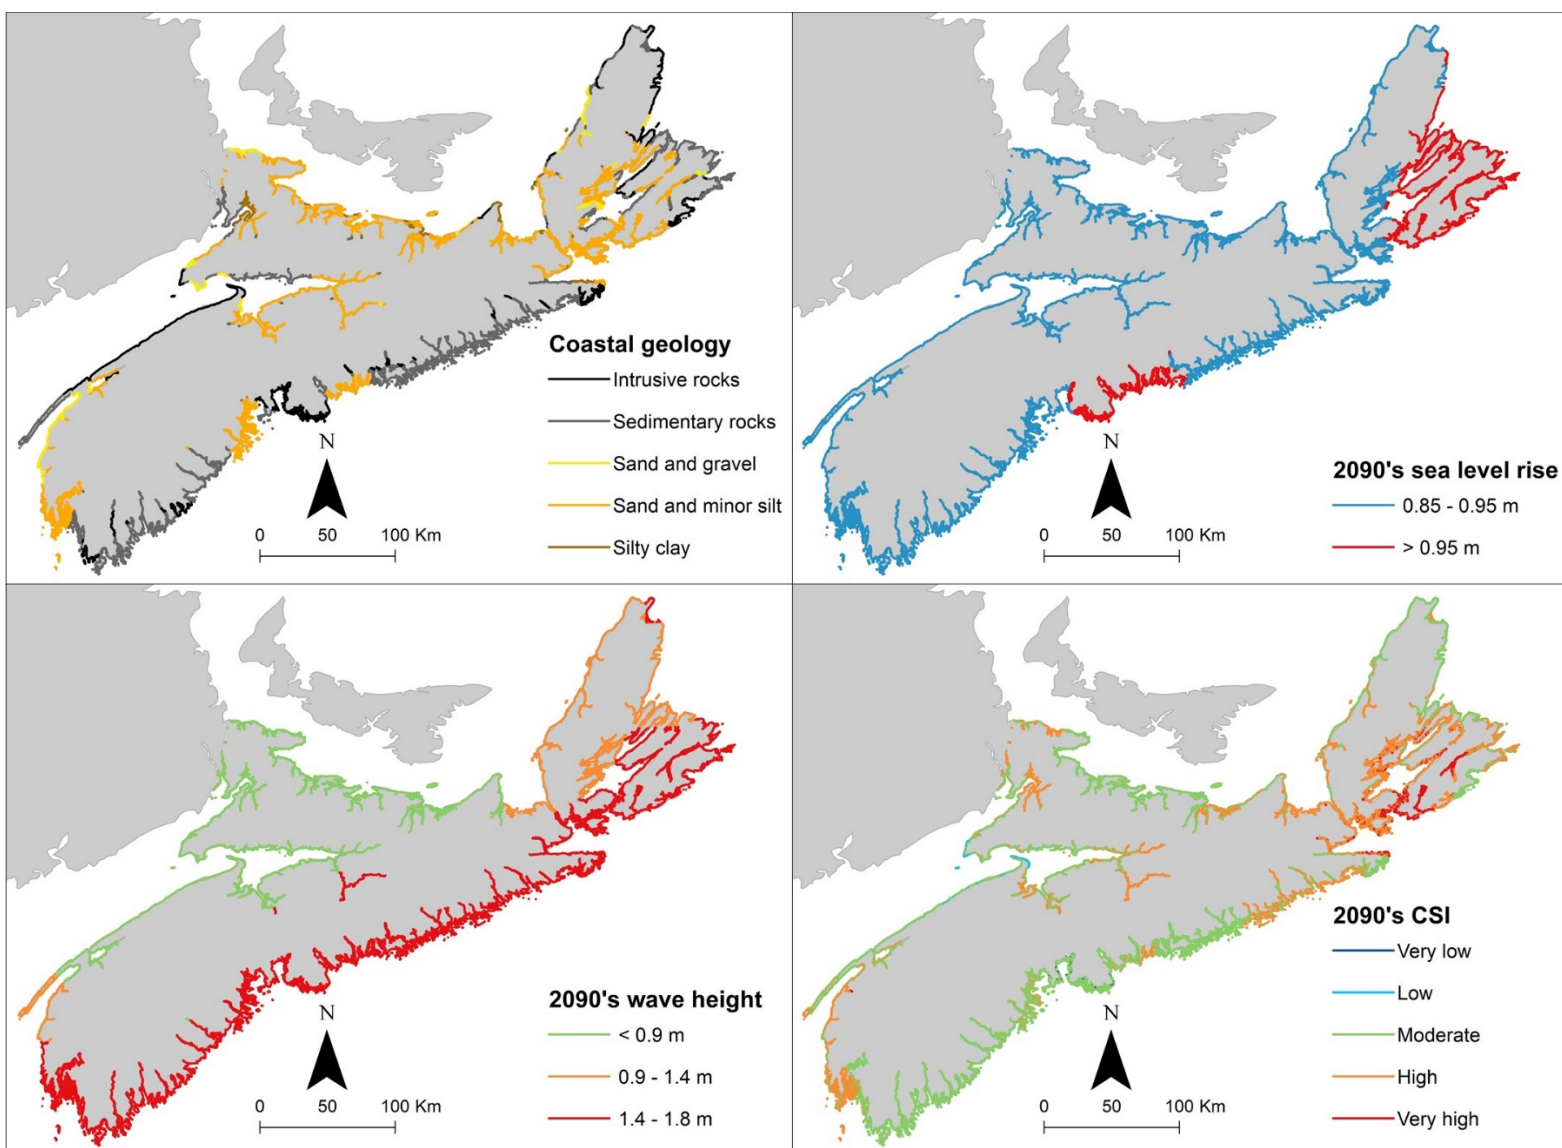 Coastal geology
Intrusive rocks
Sedimentary rocks
Sand and gravel
Sand and minor silt
Silty clay
N
0 50 100 Km
2090's sea level rise
0.85 - 0.95 m
> 0.95 m
N
0 50 100 Km
2090's wave height
< 0.9 m
0.9 - 1.4 m
1.4 - 1.8 m
N
0 50 100 Km
2090's CSI
Very low
Low
Moderate
High
Very high
N
0 50 100 Km